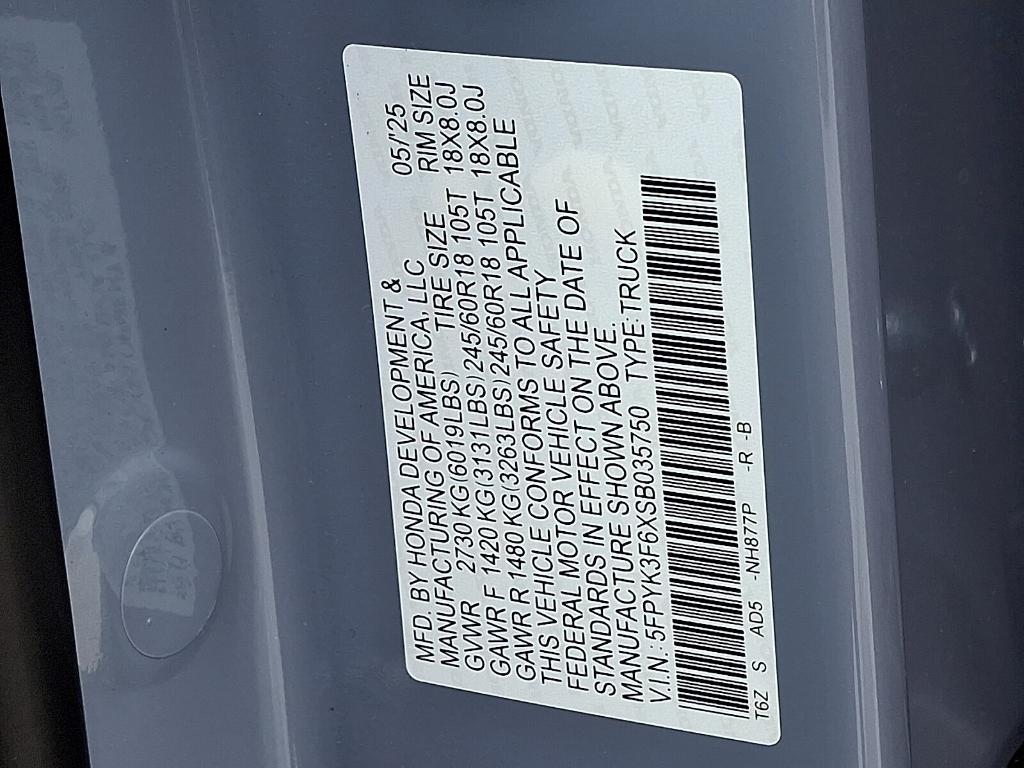 MFD. BY HONDA DEVELOPMENT & 05/'25
MANUFACTURING OF AMERICA, LLC
GVWR 2730 KG(6019LBS) TIRE SIZE RIM SIZE
GAWR F 1420 KG(3131LBS) 245/60R18 105T 18X8.0J
GAWR R 1480 KG(3263LBS) 245/60R18 105T 18X8.0J
THIS VEHICLE CONFORMS TO ALL APPLICABLE
FEDERAL MOTOR VEHICLE SAFETY
STANDARDS IN EFFECT ON THE DATE OF
MANUFACTURE SHOWN ABOVE.
V.I.N.:5FPYK3F6XSB035750 TYPE:TRUCK
T6Z S AD5 -NH877P -R -B